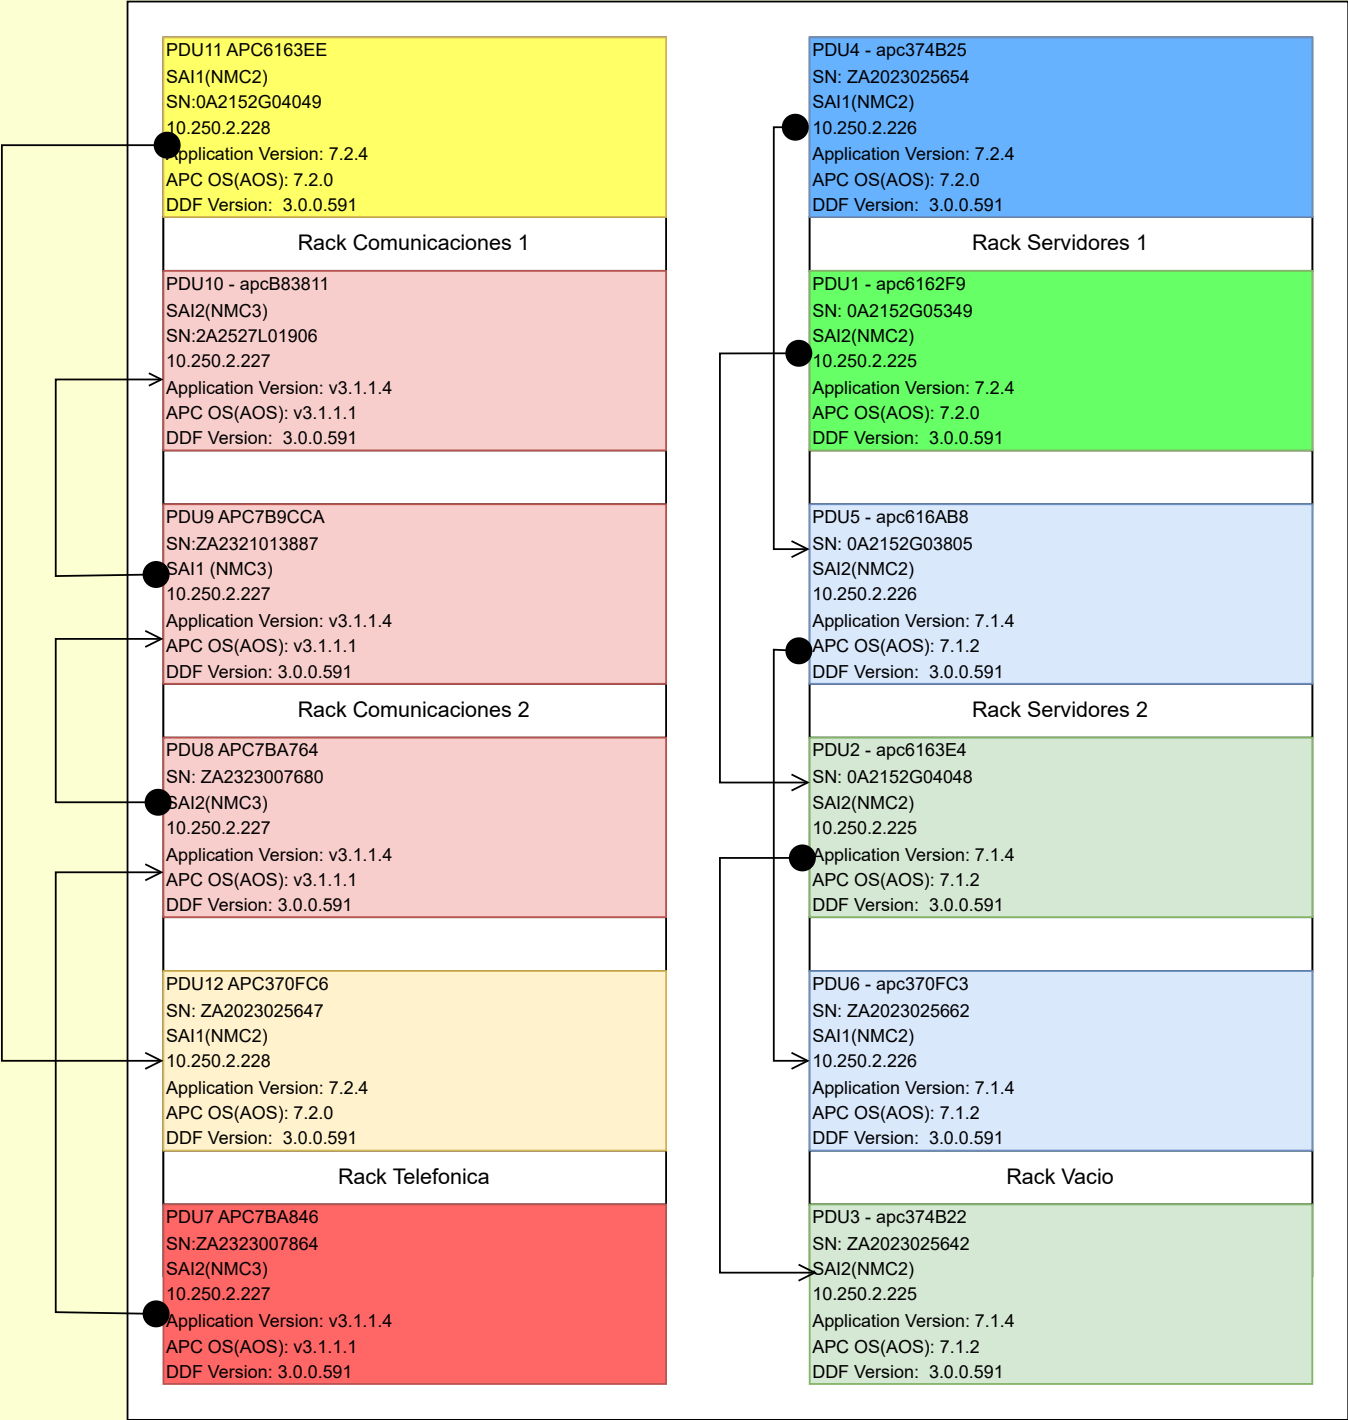 PDU11 APC6163EE
SAI1(NMC2)
SN:0A2152G04049
10.250.2.228
Application Version: 7.2.4
APC OS(AOS): 7.2.0
DDF Version:  3.0.0.591
Rack Comunicaciones 1
PDU10 - apcB83811
SAI2(NMC3)
SN:2A2527L01906
10.250.2.227
Application Version: v3.1.1.4
APC OS(AOS): v3.1.1.1
DDF Version:  3.0.0.591
PDU9 APC7B9CCA
SN:ZA2321013887
SAI1 (NMC3)
10.250.2.227
Application Version: v3.1.1.4
APC OS(AOS): v3.1.1.1
DDF Version: 3.0.0.591
Rack Comunicaciones 2
PDU8 APC7BA764
SN: ZA2323007680
SAI2(NMC3)
10.250.2.227
Application Version: v3.1.1.4
APC OS(AOS): v3.1.1.1
DDF Version: 3.0.0.591
PDU12 APC370FC6
SN: ZA2023025647
SAI1(NMC2)
10.250.2.228
Application Version: 7.2.4
APC OS(AOS): 7.2.0
DDF Version:  3.0.0.591
Rack Telefonica
PDU7 APC7BA846
SN:ZA2323007864
SAI2(NMC3)
10.250.2.227
Application Version: v3.1.1.4
APC OS(AOS): v3.1.1.1
DDF Version: 3.0.0.591
PDU4 - apc374B25
SN: ZA2023025654
SAI1(NMC2)
10.250.2.226
Application Version: 7.2.4
APC OS(AOS): 7.2.0
DDF Version:  3.0.0.591
Rack Servidores 1
PDU1 - apc6162F9
SN: 0A2152G05349
SAI2(NMC2)
10.250.2.225
Application Version: 7.2.4
APC OS(AOS): 7.2.0
DDF Version:  3.0.0.591
PDU5 - apc616AB8
SN: 0A2152G03805
SAI2(NMC2)
10.250.2.226
Application Version: 7.1.4
APC OS(AOS): 7.1.2
DDF Version:  3.0.0.591
Rack Servidores 2
PDU2 - apc6163E4
SN: 0A2152G04048
SAI2(NMC2)
10.250.2.225
Application Version: 7.1.4
APC OS(AOS): 7.1.2
DDF Version:  3.0.0.591
PDU6 - apc370FC3
SN: ZA2023025662
SAI1(NMC2)
10.250.2.226
Application Version: 7.1.4
APC OS(AOS): 7.1.2
DDF Version:  3.0.0.591
Rack Vacio
PDU3 - apc374B22
SN: ZA2023025642
SAI2(NMC2)
10.250.2.225
Application Version: 7.1.4
APC OS(AOS): 7.1.2
DDF Version:  3.0.0.591